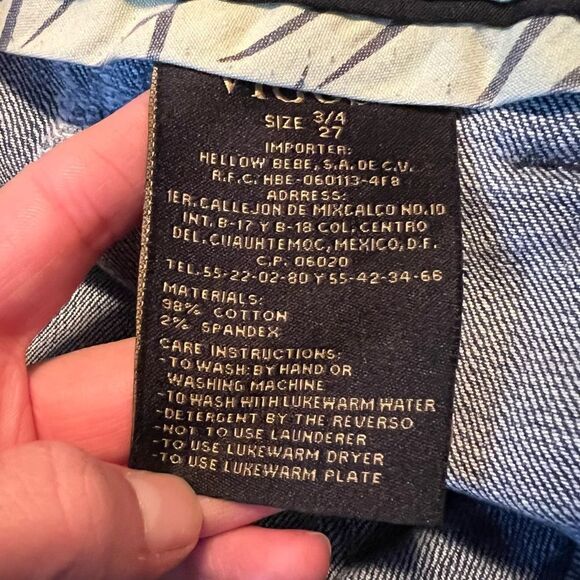 SIZE 3/4
27
IMPORTER:
HELLOW BEBE, S.A. DE C.V.
R.F.C. HBE-060113-4F8
ADRRESS:
1ER. CALLEJON DE MIXCALCO NO. 10
INT. B-17 Y B-18 COL. CENTRO
DEL. CUAUHTEMOC, MEXICO, D.F.
C.P. 06020
TEL. 55-22-02-80 Y 55-42-34-66
MATERIALS:
98% COTTON
2% SPANDEX
CARE INSTRUCTIONS:
-TO WASH: BY HAND OR
WASHING MACHINE
-TO WASH WITH LUKEWARM WATER
-DETERGENT BY THE REVERSO
-NOT TO USE LAUNDERER
-TO USE LUKEWARM DRYER
-TO USE LUKEWARM PLATE